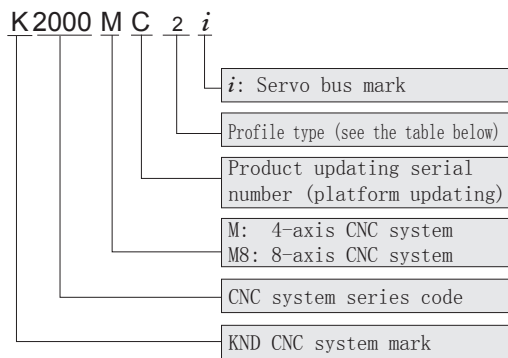 K2000 M C 2 i
i: Servo bus mark
Profile type (see the table below)
Product updating serial
number (platform updating)
M: 4-axis CNC system
M8: 8-axis CNC system
CNC system series code
KND CNC system mark